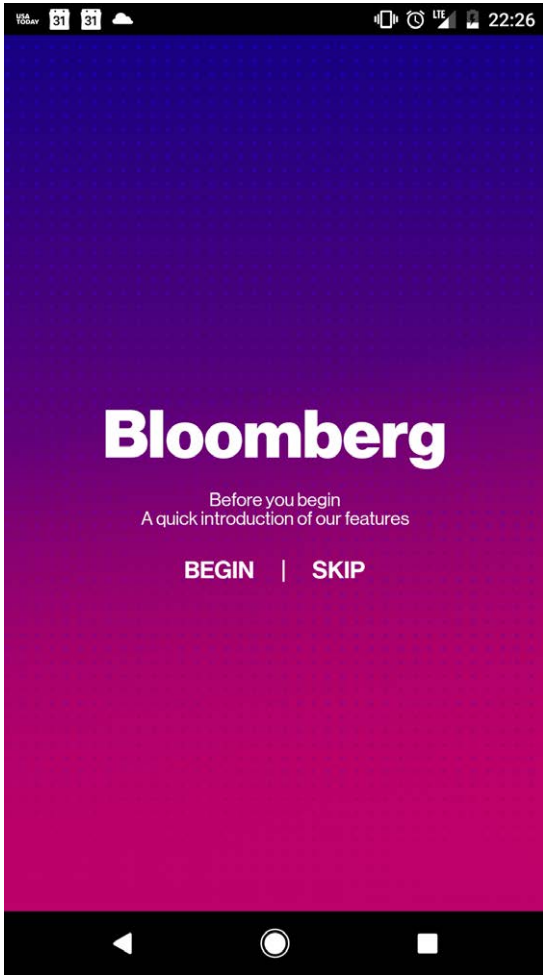 USA TODAY 31 31 LTE 22:26
Bloomberg
Before you begin
A quick introduction of our features
BEGIN | SKIP